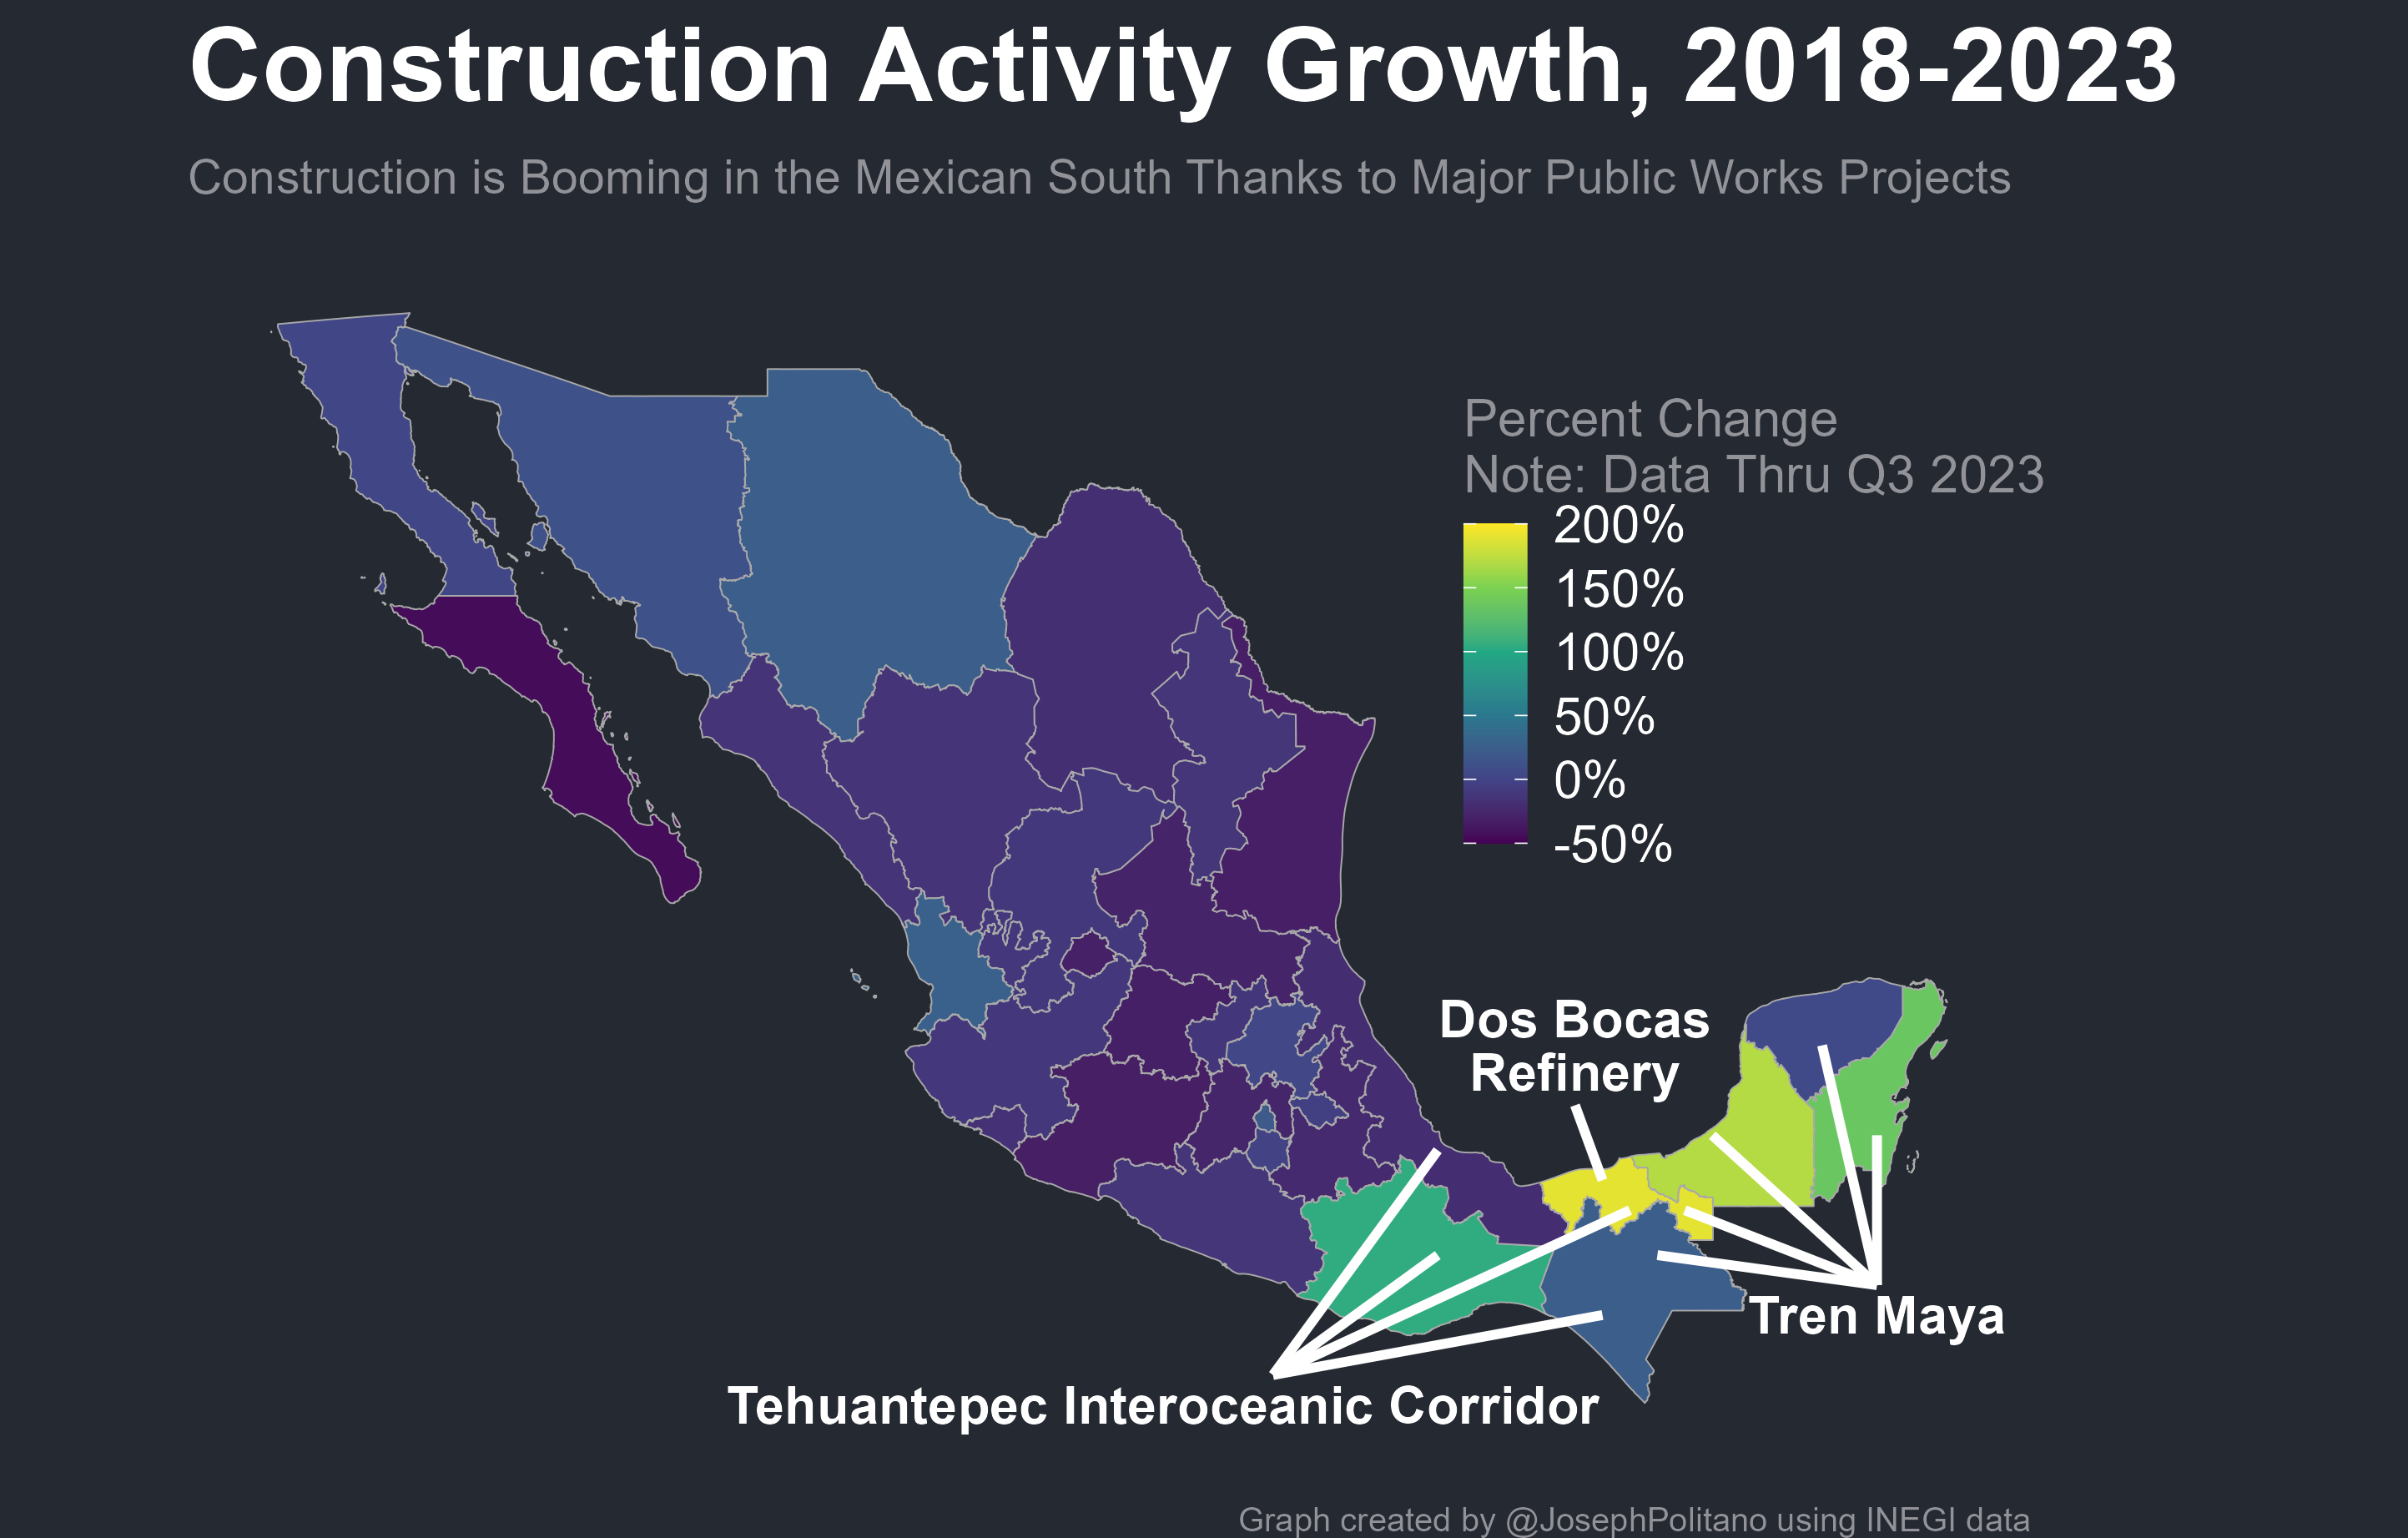 Construction Activity Growth, 2018-2023
Construction is Booming in the Mexican South Thanks to Major Public Works Projects
Percent Change
Note: Data Thru Q3 2023
200%
150%
100%
50%
0%
-50%
Dos Bocas
Refinery
Tren Maya
Tehuantepec Interoceanic Corridor
Graph created by @JosephPolitano using INEGI data